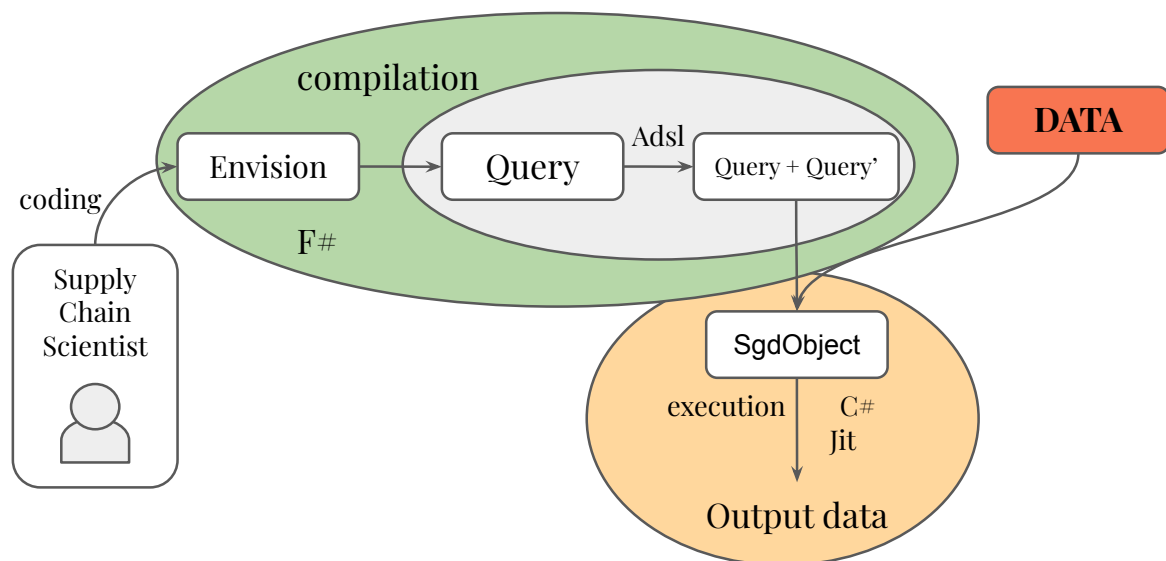 compilation
DATA
Envision
Query
Adsl
Query + Query’
coding
F#
Supply
Chain
Scientist
SgdObject
execution
C#
Jit
Output data